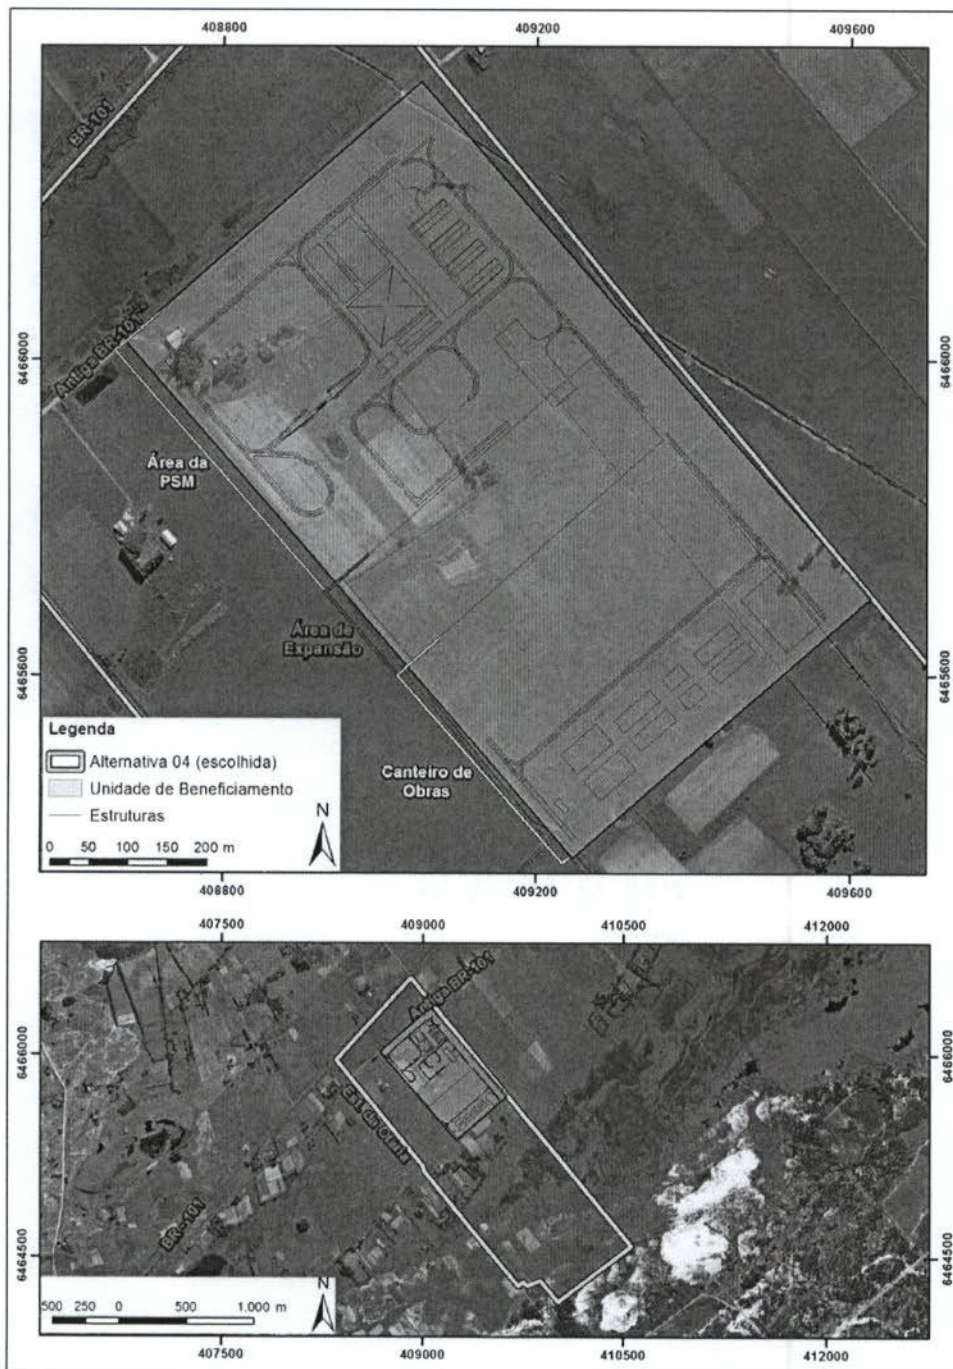 408800 409200 409600
BR-101
Antiga BR-101
6466000 6466000
Área da
PSM
Área de
Expansão
6465600 6465600
Legenda
Alternativa 04 (escolhida)
Unidade de Beneficiamento
Estruturas
N
0 50 100 150 200 m
Canteiro de
Obras
408800 409200 409600
407500 409000 410500 412000
Antiga BR-101
6466000 6466000
BR-101
6464500 6464500
N
500 250 0 500 1.000 m
407500 409000 410500 412000